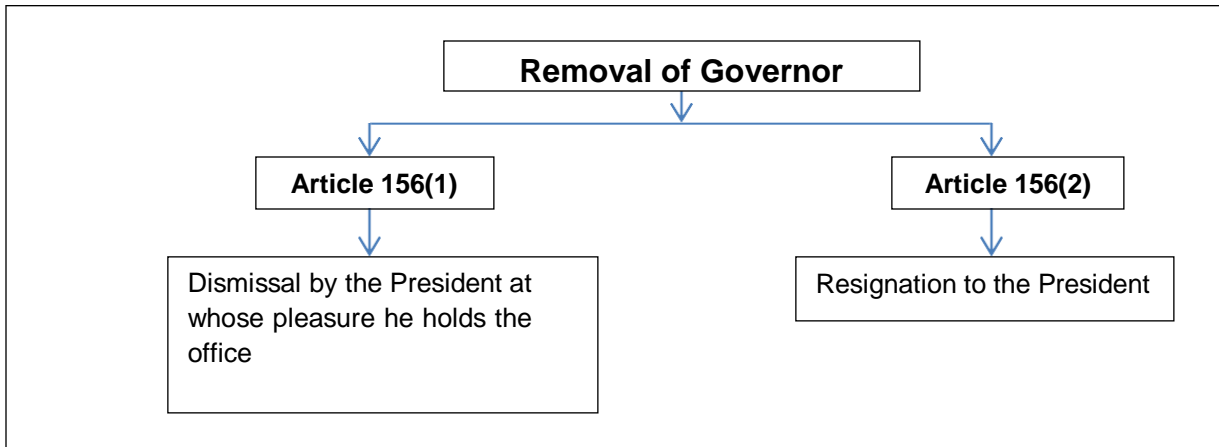 Removal of Governor
Article 156(1)
Article 156(2)
Dismissal by the President at
whose pleasure he holds the
office
Resignation to the President